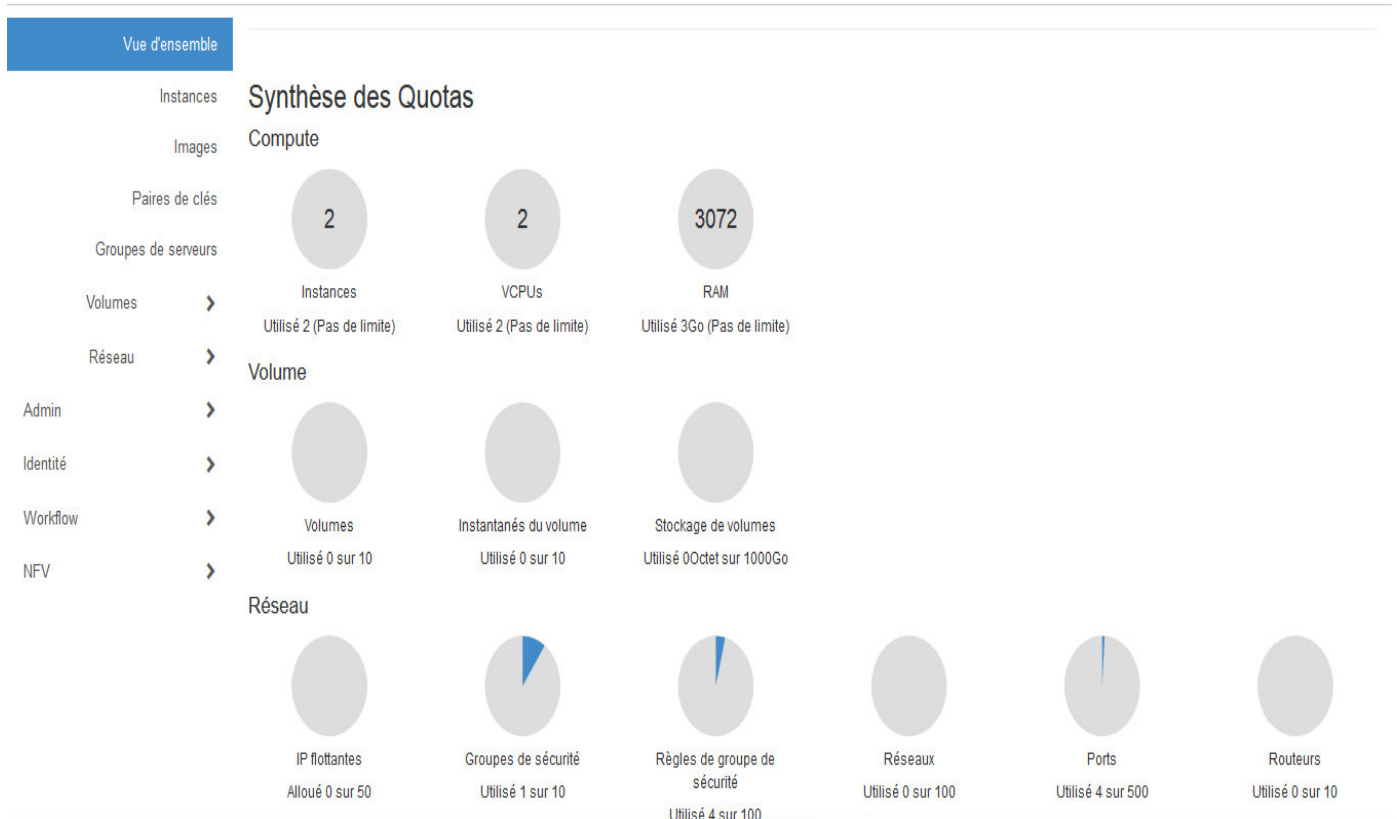 Vue d'ensemble
Instances
Images
Paires de clés
Groupes de serveurs
Volumes
Réseau
Admin
Identité
Workflow
NFV
Synthèse des Quotas
Compute
2
2
3072
Instances
VCPUs
RAM
Utilisé 2 (Pas de limite)
Utilisé 2 (Pas de limite)
Utilisé 3Go (Pas de limite)
Volume
Volumes
Instantanés du volume
Stockage de volumes
Utilisé 0 sur 10
Utilisé 0 sur 10
Utilisé 0Octet sur 1000Go
Réseau
IP flottantes
Alloué 0 sur 50
Groupes de sécurité
Utilisé 1 sur 10
Règles de groupe de
sécurité
Utilisé 4 sur 100
Réseaux
Utilisé 0 sur 100
Ports
Utilisé 4 sur 500
Routeurs
Utilisé 0 sur 10